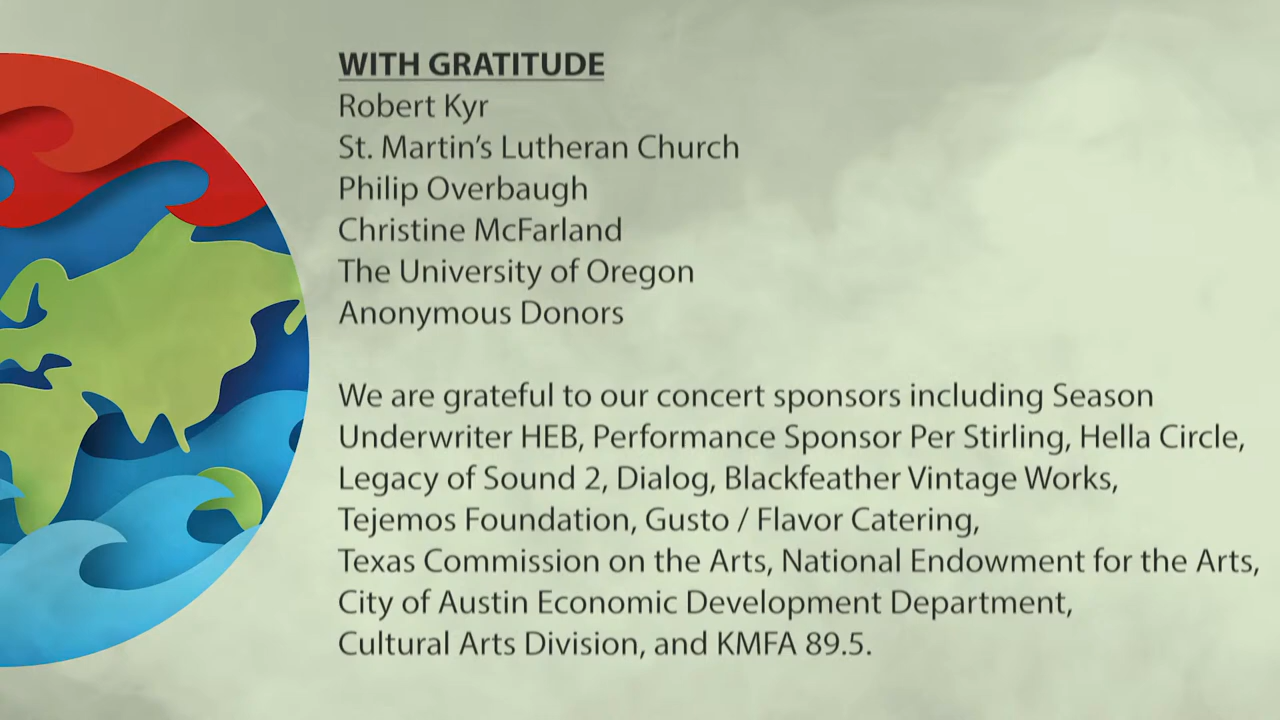 WITH GRATITUDE
Robert Kyr
St. Martin’s Lutheran Church
Philip Overbaugh
Christine McFarland
The University of Oregon
Anonymous Donors
We are grateful to our concert sponsors including Season
Underwriter HEB, Performance Sponsor Per Stirling, Hella Circle,
Legacy of Sound 2, Dialog, Blackfeather Vintage Works,
Tejemos Foundation, Gusto / Flavor Catering,
Texas Commission on the Arts, National Endowment for the Arts,
City of Austin Economic Development Department,
Cultural Arts Division, and KMFA 89.5.